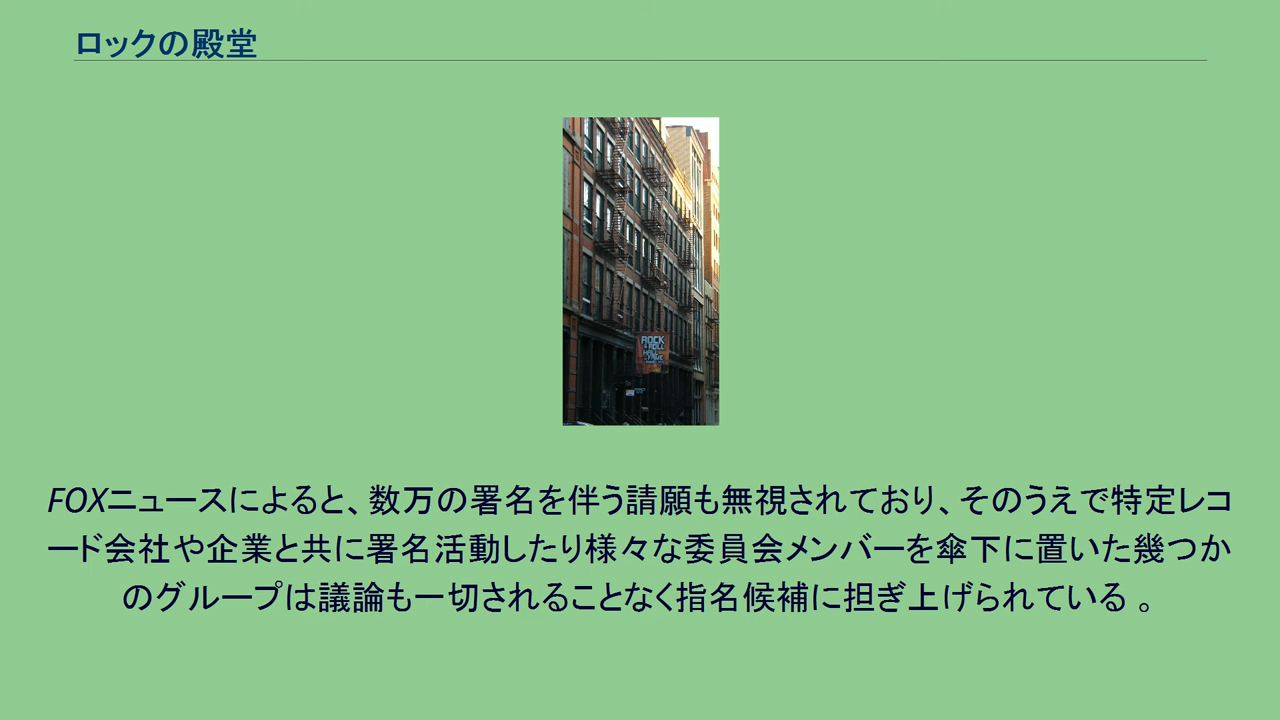 ロックの殿堂
ROCK
& ROLL
HALL
FAME
FOXニュースによると、数万の署名を伴う請願も無視されており、そのうえで特定レコ
ード会社や企業と共に署名活動したり様々な委員会メンバーを傘下に置いた幾つか
のグループは議論も一切されることなく指名候補に担ぎ上げられている 。